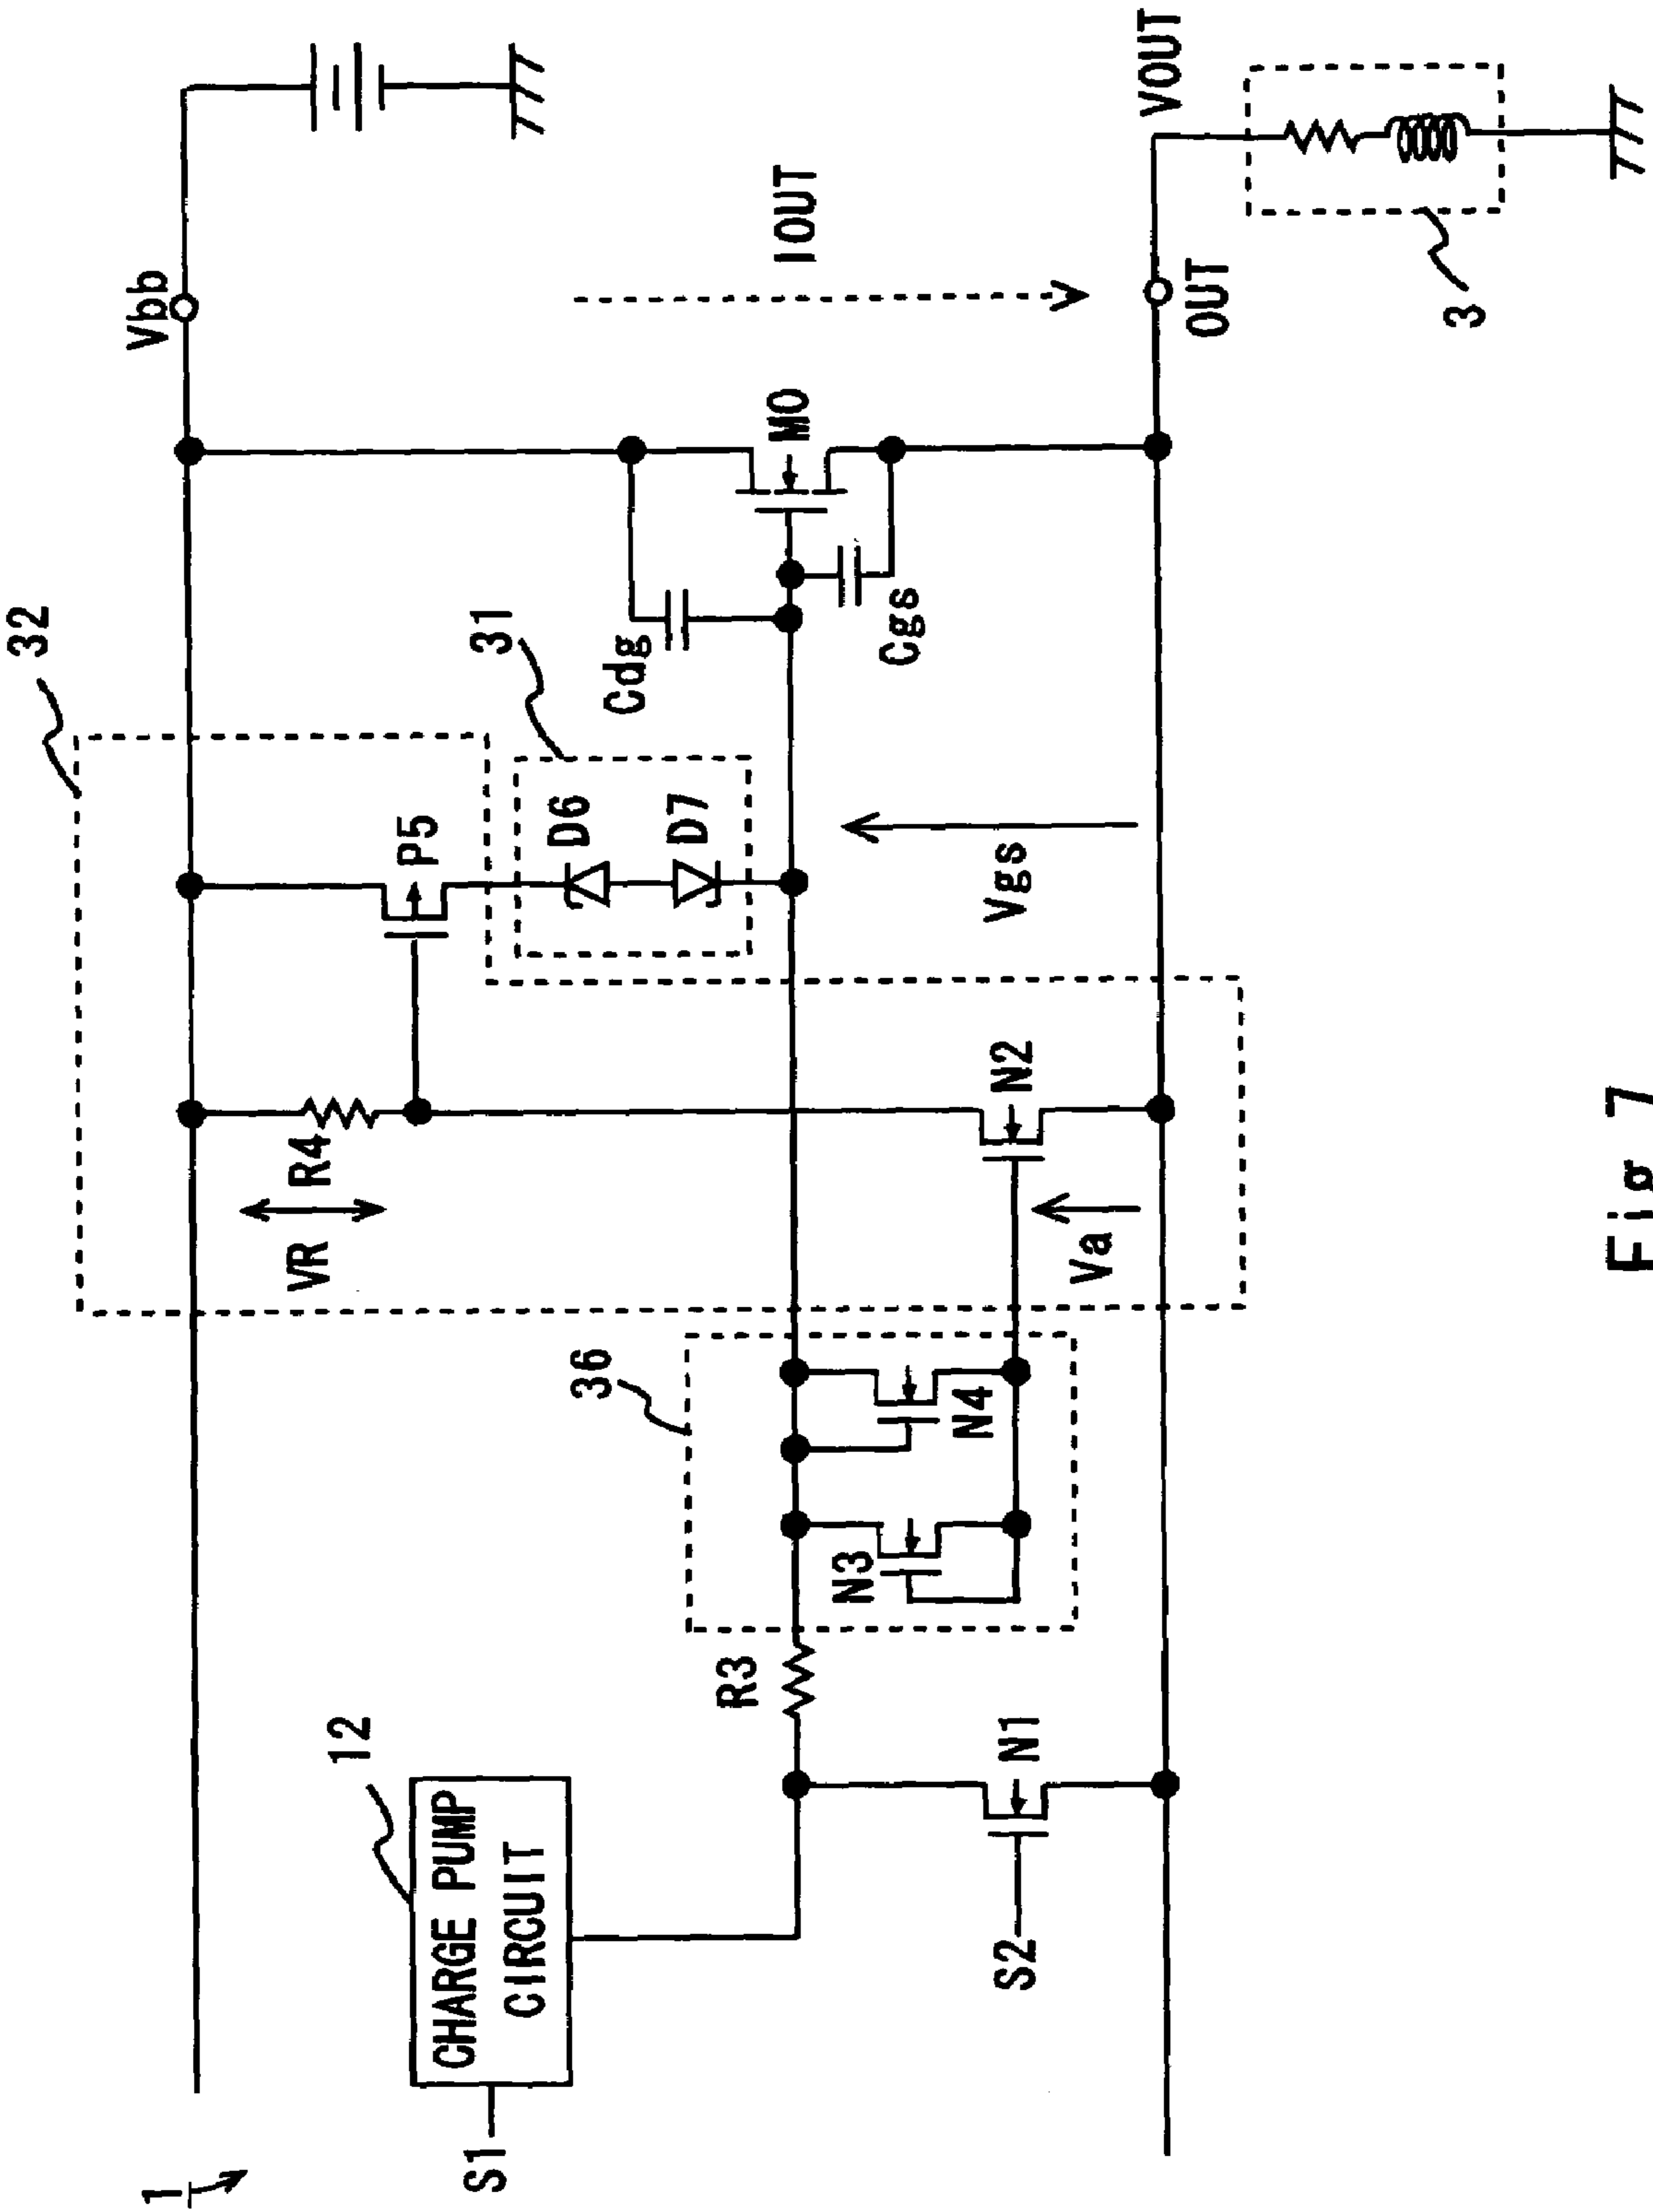 1
S1
CHARGE PUMP
CIRCUIT
12
S2
N1
R3
N3
N4
36
VR
R4
Va
N2
32
P5
31
D6
D7
Vgs
Cdg
Cgs
M0
Vbb
IOUT
OUT
VOUT
3
Fig. 7